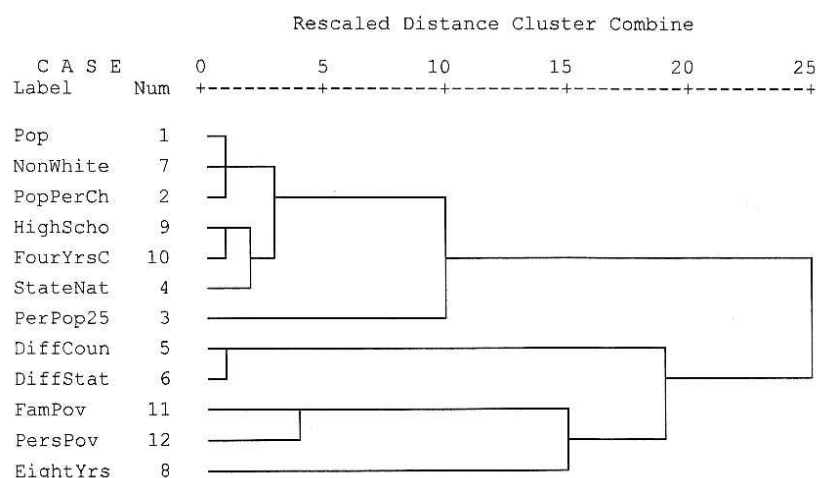 Rescaled Distance Cluster Combine
C A S E 0 5 10 15 20 25
Label Num +---------+---------+---------+---------+---------+
Pop 1
NonWhite 7
PopPerCh 2
HighScho 9
FourYrsC 10
StateNat 4
PerPop25 3
DiffCoun 5
DiffStat 6
FamPov 11
PersPov 12
EightYrs 8